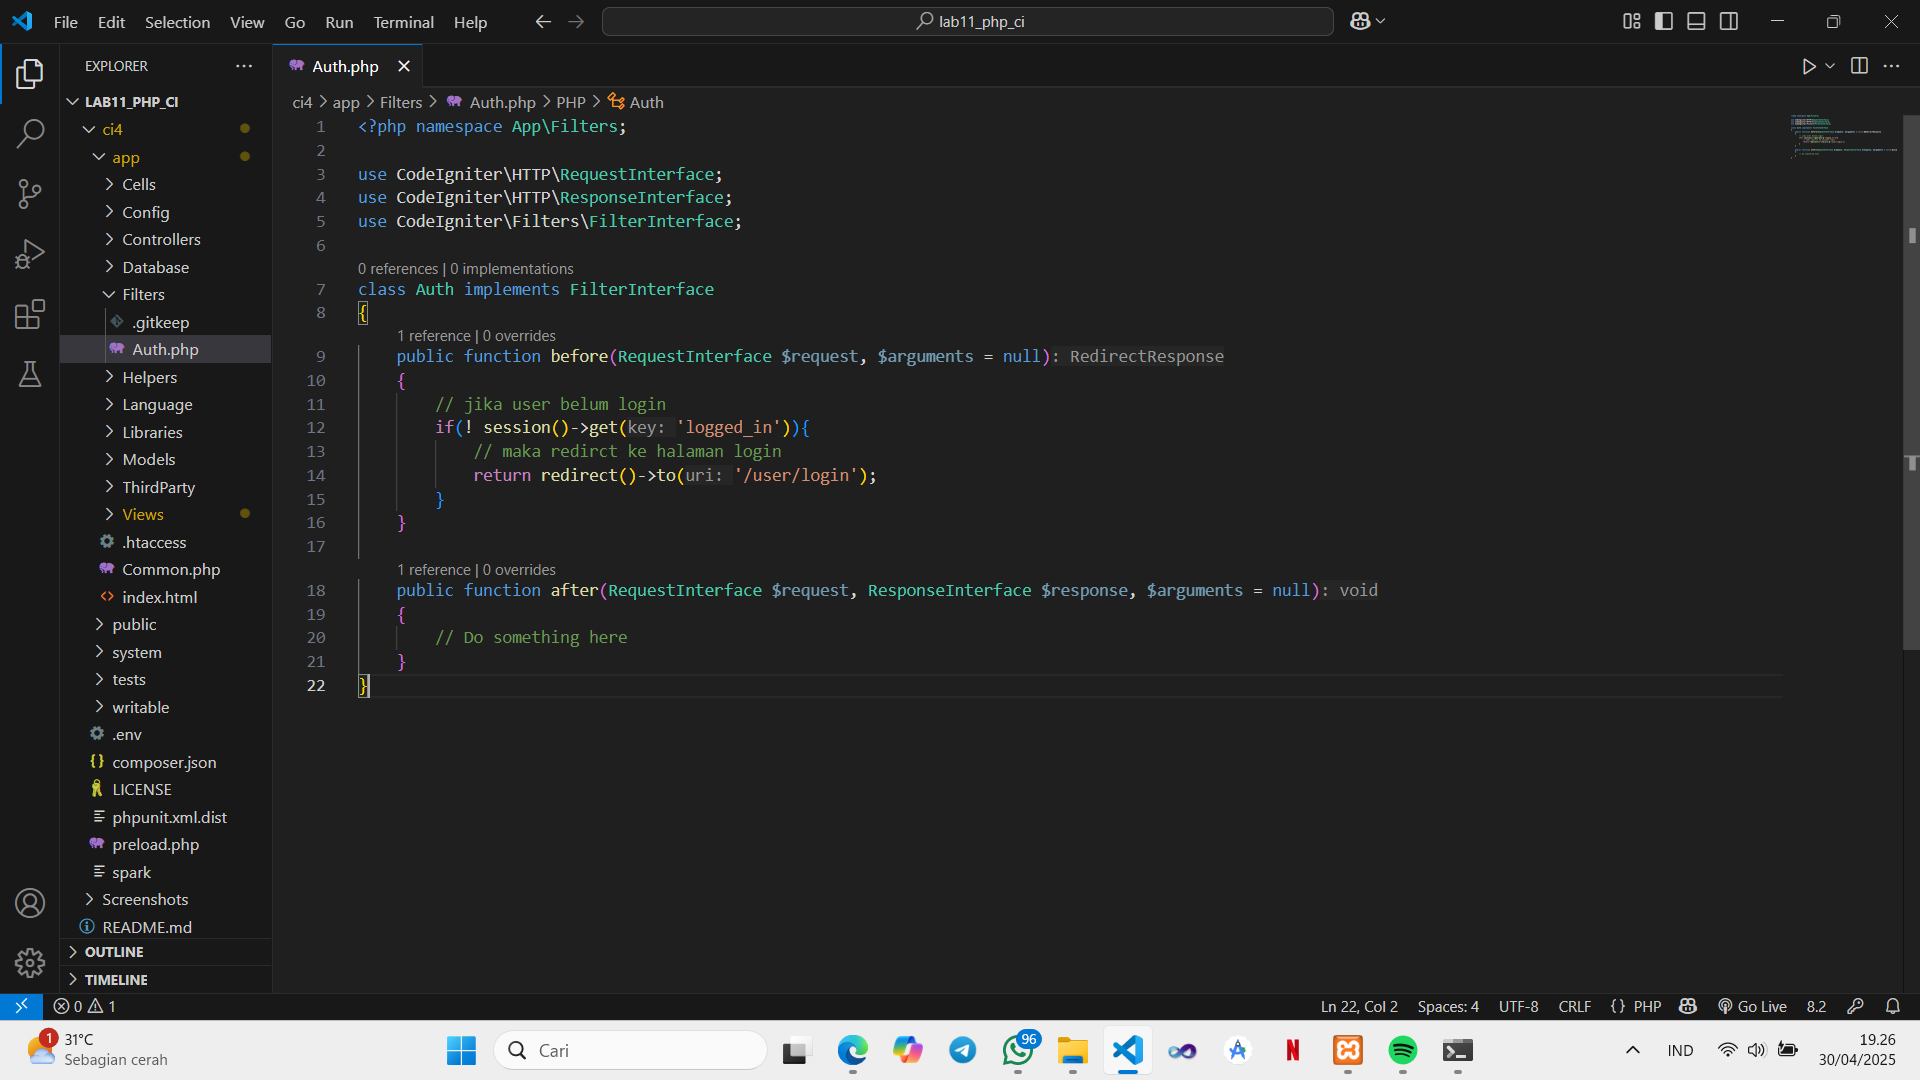 File Edit Selection View Go Run Terminal Help
lab11_php_ci
EXPLORER
LAB11_PHP_CI
ci4
app
Cells
Config
Controllers
Database
Filters
.gitkeep
Auth.php
Helpers
Language
Libraries
Models
ThirdParty
Views
.htaccess
Common.php
index.html
public
system
tests
writable
.env
composer.json
LICENSE
phpunit.xml.dist
preload.php
spark
Screenshots
README.md
OUTLINE
TIMELINE
Auth.php
ci4 > app > Filters > Auth.php > PHP > Auth
1 <?php namespace App\Filters;
2
3 use CodeIgniter\HTTP\RequestInterface;
4 use CodeIgniter\HTTP\ResponseInterface;
5 use CodeIgniter\Filters\FilterInterface;
6
0 references | 0 implementations
7 class Auth implements FilterInterface
8 {
1 reference | 0 overrides
9 public function before(RequestInterface $request, $arguments = null): RedirectResponse
10 {
11 // jika user belum login
12 if(! session()->get(key: 'logged_in')){
13 // maka redirct ke halaman login
14 return redirect()->to(uri: '/user/login');
15 }
16 }
17
1 reference | 0 overrides
18 public function after(RequestInterface $request, ResponseInterface $response, $arguments = null): void
19 {
20 // Do something here
21 }
22 }
0 1
Ln 22, Col 2 Spaces: 4 UTF-8 CRLF {} PHP Go Live 8.2
1 31°C
Sebagian cerah
Cari
96
IND
19.26
30/04/2025